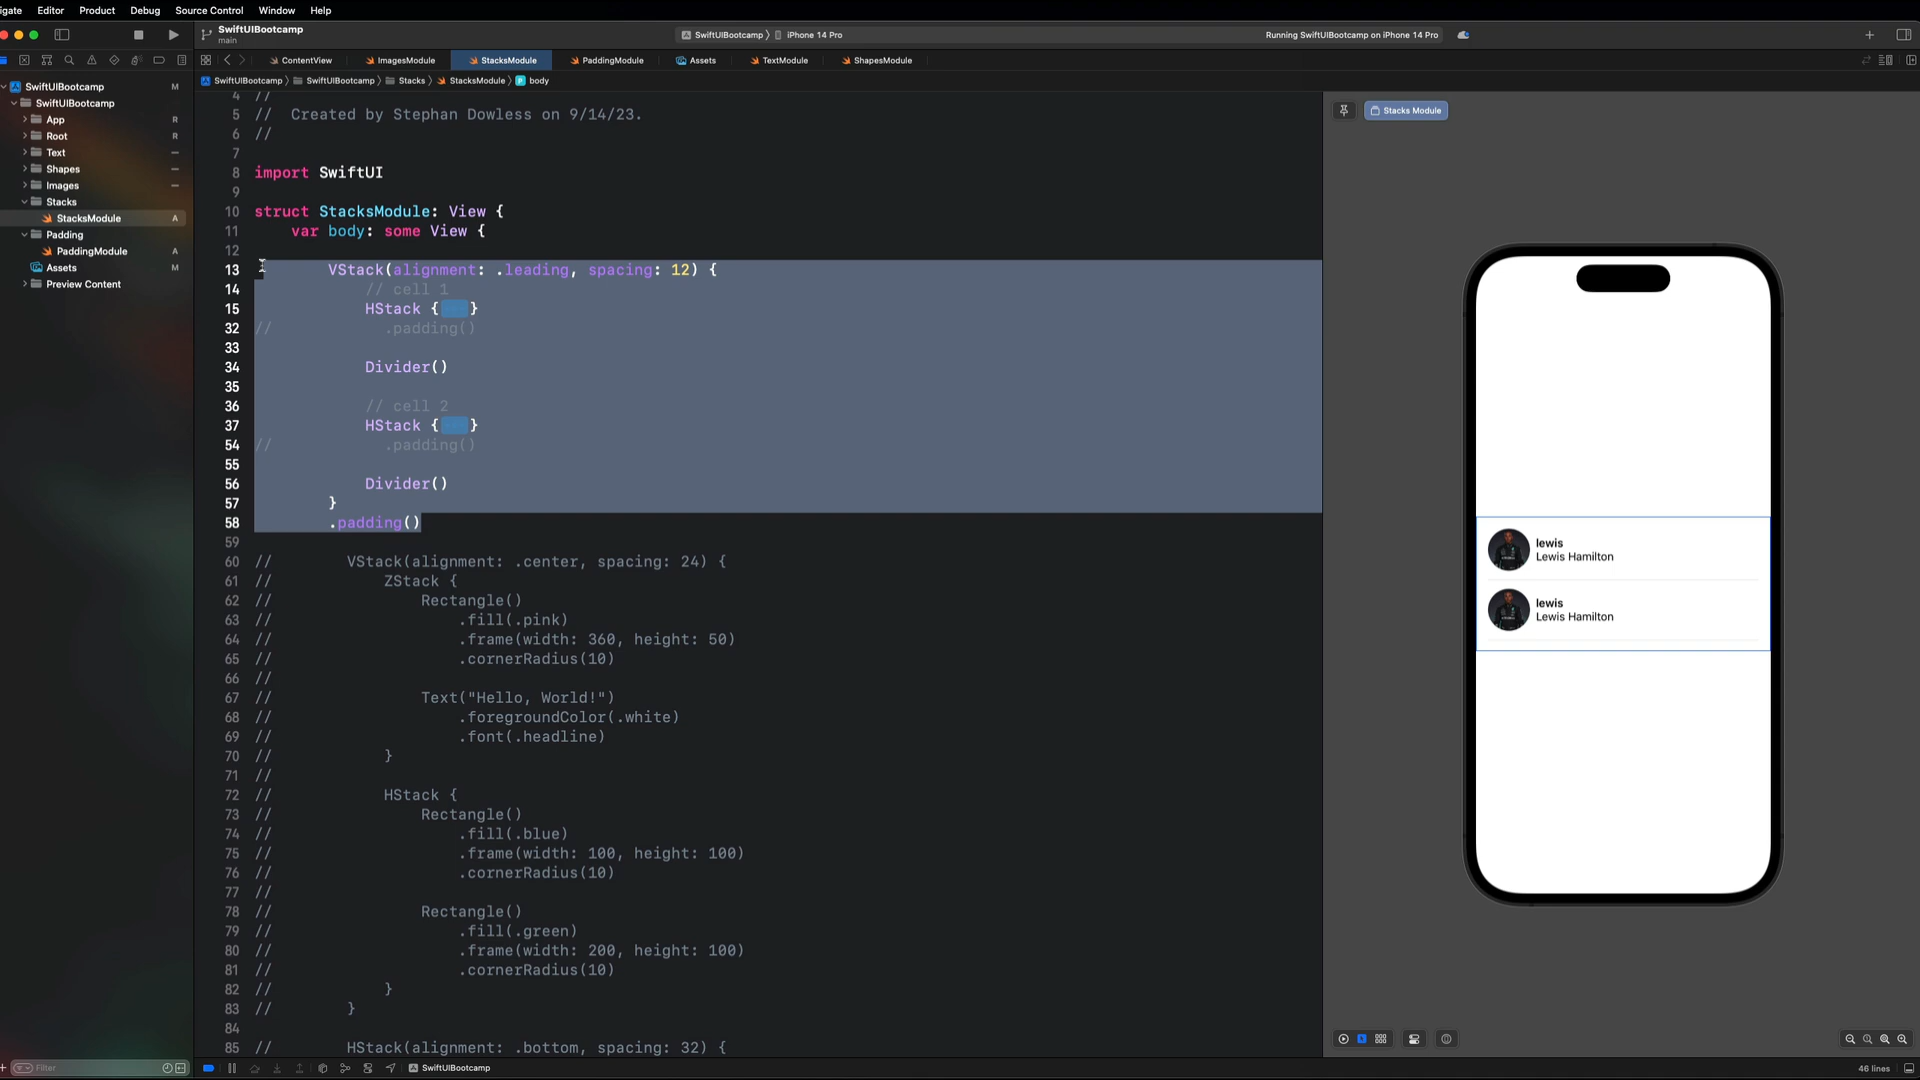 igate Editor Product Debug Source Control Window Help
SwiftUIBootcamp
main
SwiftUIBootcamp iPhone 14 Pro
Running SwiftUIBootcamp on iPhone 14 Pro
ContentView ImagesModule StacksModule PaddingModule Assets TextModule ShapesModule
SwiftUIBootcamp SwiftUIBootcamp Stacks StacksModule P body
SwiftUIBootcamp M
SwiftUIBootcamp
App R
Root R
Text
Shapes
Images
Stacks
StacksModule A
Padding
PaddingModule A
Assets M
Preview Content
Filter
4 //
5 //  Created by Stephan Dowless on 9/14/23.
6 //
7
8 import SwiftUI
9
10 struct StacksModule: View {
11     var body: some View {
12
13         VStack(alignment: .leading, spacing: 12) {
14             // cell 1
15             HStack { }
32 //            .padding()
33
34             Divider()
35
36             // cell 2
37             HStack { }
54 //            .padding()
55
56             Divider()
57         }
58         .padding()
59
60 //        VStack(alignment: .center, spacing: 24) {
61 //            ZStack {
62 //                Rectangle()
63 //                    .fill(.pink)
64 //                    .frame(width: 360, height: 50)
65 //                    .cornerRadius(10)
66 //
67 //                Text("Hello, World!")
68 //                    .foregroundColor(.white)
69 //                    .font(.headline)
70 //            }
71 //
72 //            HStack {
73 //                Rectangle()
74 //                    .fill(.blue)
75 //                    .frame(width: 100, height: 100)
76 //                    .cornerRadius(10)
77 //
78 //                Rectangle()
79 //                    .fill(.green)
80 //                    .frame(width: 200, height: 100)
81 //                    .cornerRadius(10)
82 //            }
83 //        }
84
85 //        HStack(alignment: .bottom, spacing: 32) {
Stacks Module
lewis
Lewis Hamilton
lewis
Lewis Hamilton
SwiftUIBootcamp
46 lines